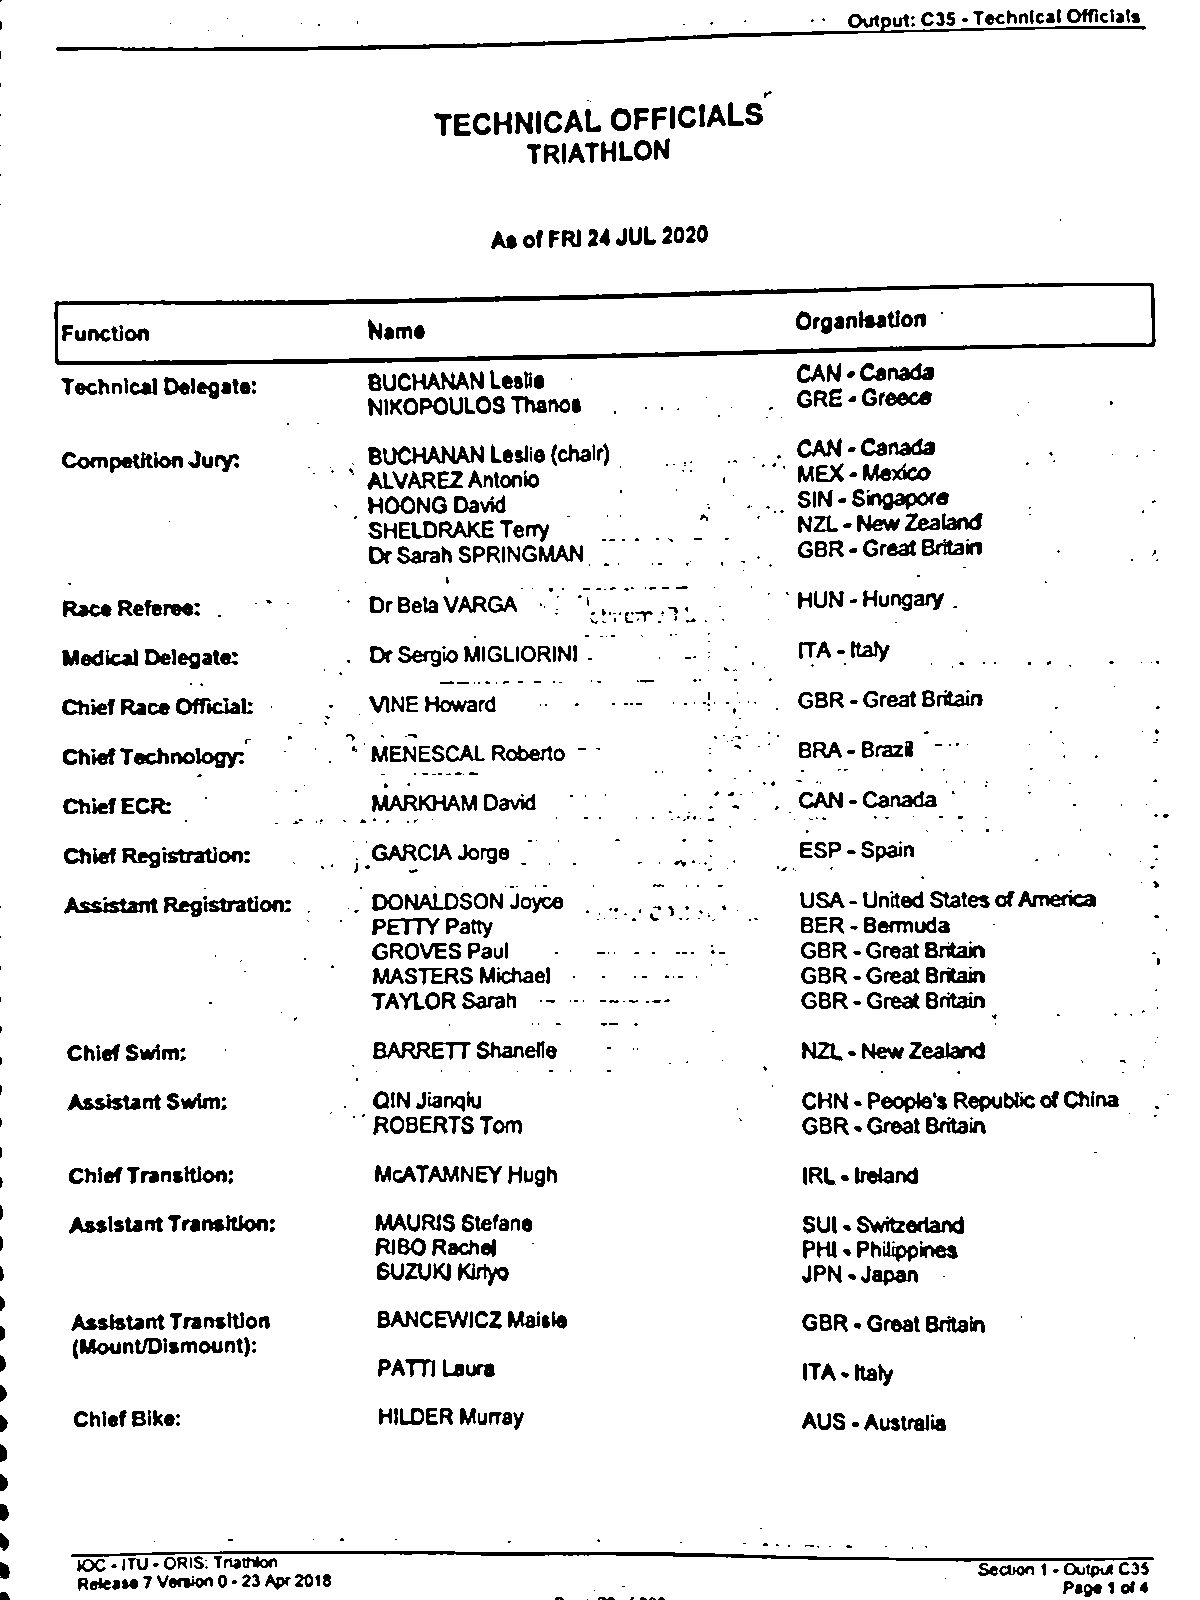 Output: C35 - Technical Officials
TECHNICAL OFFICIALS
TRIATHLON
As of FRI 24 JUL 2020
Function Name Organisation
Technical Delegate: BUCHANAN Leslie CAN - Canada
NIKOPOULOS Thanos GRE - Greece
Competition Jury: BUCHANAN Leslie (chair) CAN - Canada
ALVAREZ Antonio MEX - Mexico
HOONG David SIN - Singapore
SHELDRAKE Terry NZL - New Zealand
Dr Sarah SPRINGMAN GBR - Great Britain
Race Referee: Dr Bela VARGA HUN - Hungary
Medical Delegate: Dr Sergio MIGLIORINI ITA - Italy
Chief Race Official: VINE Howard GBR - Great Britain
Chief Technology: MENESCAL Roberto BRA - Brazil
Chief ECR: MARKHAM David CAN - Canada
Chief Registration: GARCIA Jorge ESP - Spain
Assistant Registration: DONALDSON Joyce USA - United States of America
PETTY Patty BER - Bermuda
GROVES Paul GBR - Great Britain
MASTERS Michael GBR - Great Britain
TAYLOR Sarah GBR - Great Britain
Chief Swim: BARRETT Shanelle NZL - New Zealand
Assistant Swim: QIN Jianqiu CHN - People's Republic of China
ROBERTS Tom GBR - Great Britain
Chief Transition: McATAMNEY Hugh IRL - Ireland
Assistant Transition: MAURIS Stefane SUI - Switzerland
RIBO Rachel PHI - Philippines
SUZUKI Kiriyo JPN - Japan
Assistant Transition BANCEWICZ Maisie GBR - Great Britain
(Mount/Dismount):
PATTI Laura ITA - Italy
Chief Bike: HILDER Murray AUS - Australia
IOC - ITU - ORIS: Triathlon
Release 7 Version 0 - 23 Apr 2018
Section 1 - Output C35
Page 1 of 4